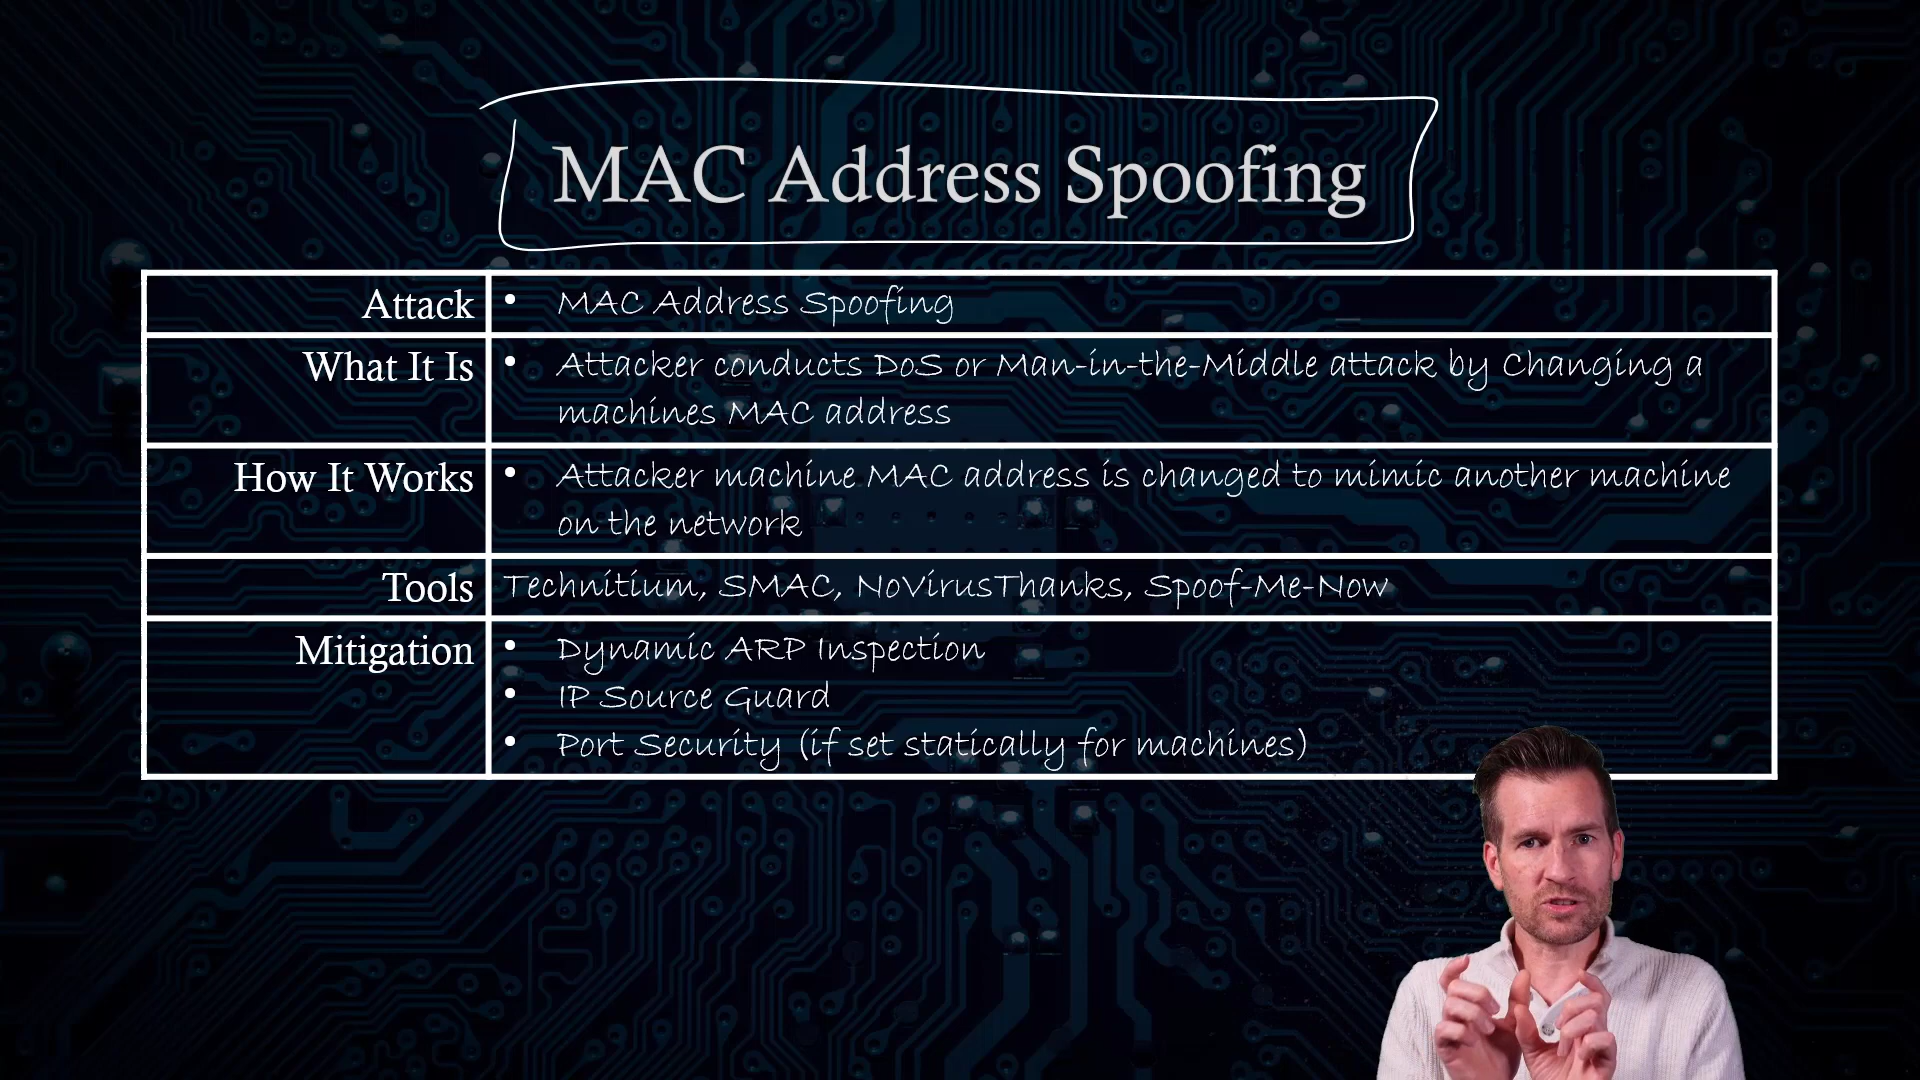 MAC Address Spoofing
Attack
• MAC Address Spoofing
What It Is
• Attacker conducts DoS or Man-in-the-Middle attack by Changing a
machines MAC address
How It Works
• Attacker machine MAC address is changed to mimic another machine
on the network
Tools
Technitium, SMAC, NoVirusThanks, Spoof-Me-Now
Mitigation
• Dynamic ARP Inspection
• IP Source Guard
• Port Security (if set statically for machines)